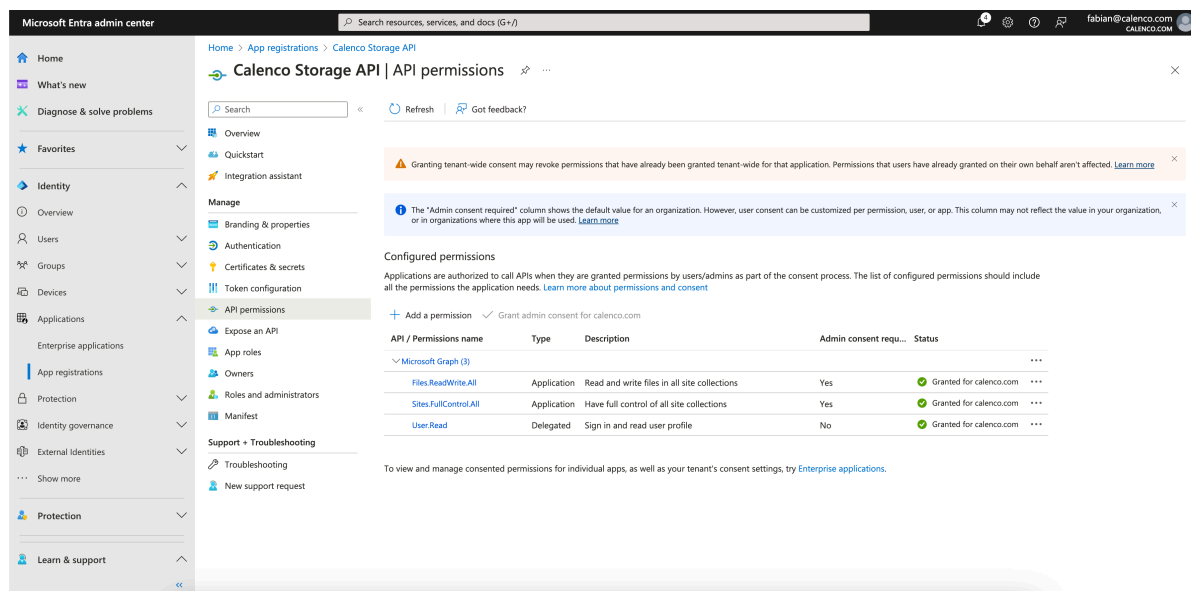 Microsoft Entra admin center
Search resources, services, and docs (G+/)
4
fabian@calenco.com
CALENCO.COM
Home
What's new
Diagnose & solve problems
Favorites
Identity
Overview
Users
Groups
Devices
Applications
Enterprise applications
App registrations
Protection
Identity governance
External Identities
Show more
Protection
Learn & support
Home > App registrations > Calenco Storage API
Calenco Storage API | API permissions
Search
Overview
Quickstart
Integration assistant
Manage
Branding & properties
Authentication
Certificates & secrets
Token configuration
API permissions
Expose an API
App roles
Owners
Roles and administrators
Manifest
Support + Troubleshooting
Troubleshooting
New support request
Refresh
Got feedback?
Granting tenant-wide consent may revoke permissions that have already been granted tenant-wide for that application. Permissions that users have already granted on their own behalf aren't affected. Learn more
The "Admin consent required" column shows the default value for an organization. However, user consent can be customized per permission, user, or app. This column may not reflect the value in your organization,
or in organizations where this app will be used. Learn more
Configured permissions
Applications are authorized to call APIs when they are granted permissions by users/admins as part of the consent process. The list of configured permissions should include
all the permissions the application needs. Learn more about permissions and consent
Add a permission
Grant admin consent for calenco.com
API / Permissions name Type Description Admin consent requ... Status
Microsoft Graph (3)
Files.ReadWrite.All Application Read and write files in all site collections Yes Granted for calenco.com
Sites.FullControl.All Application Have full control of all site collections Yes Granted for calenco.com
User.Read Delegated Sign in and read user profile No Granted for calenco.com
To view and manage consented permissions for individual apps, as well as your tenant's consent settings, try Enterprise applications.